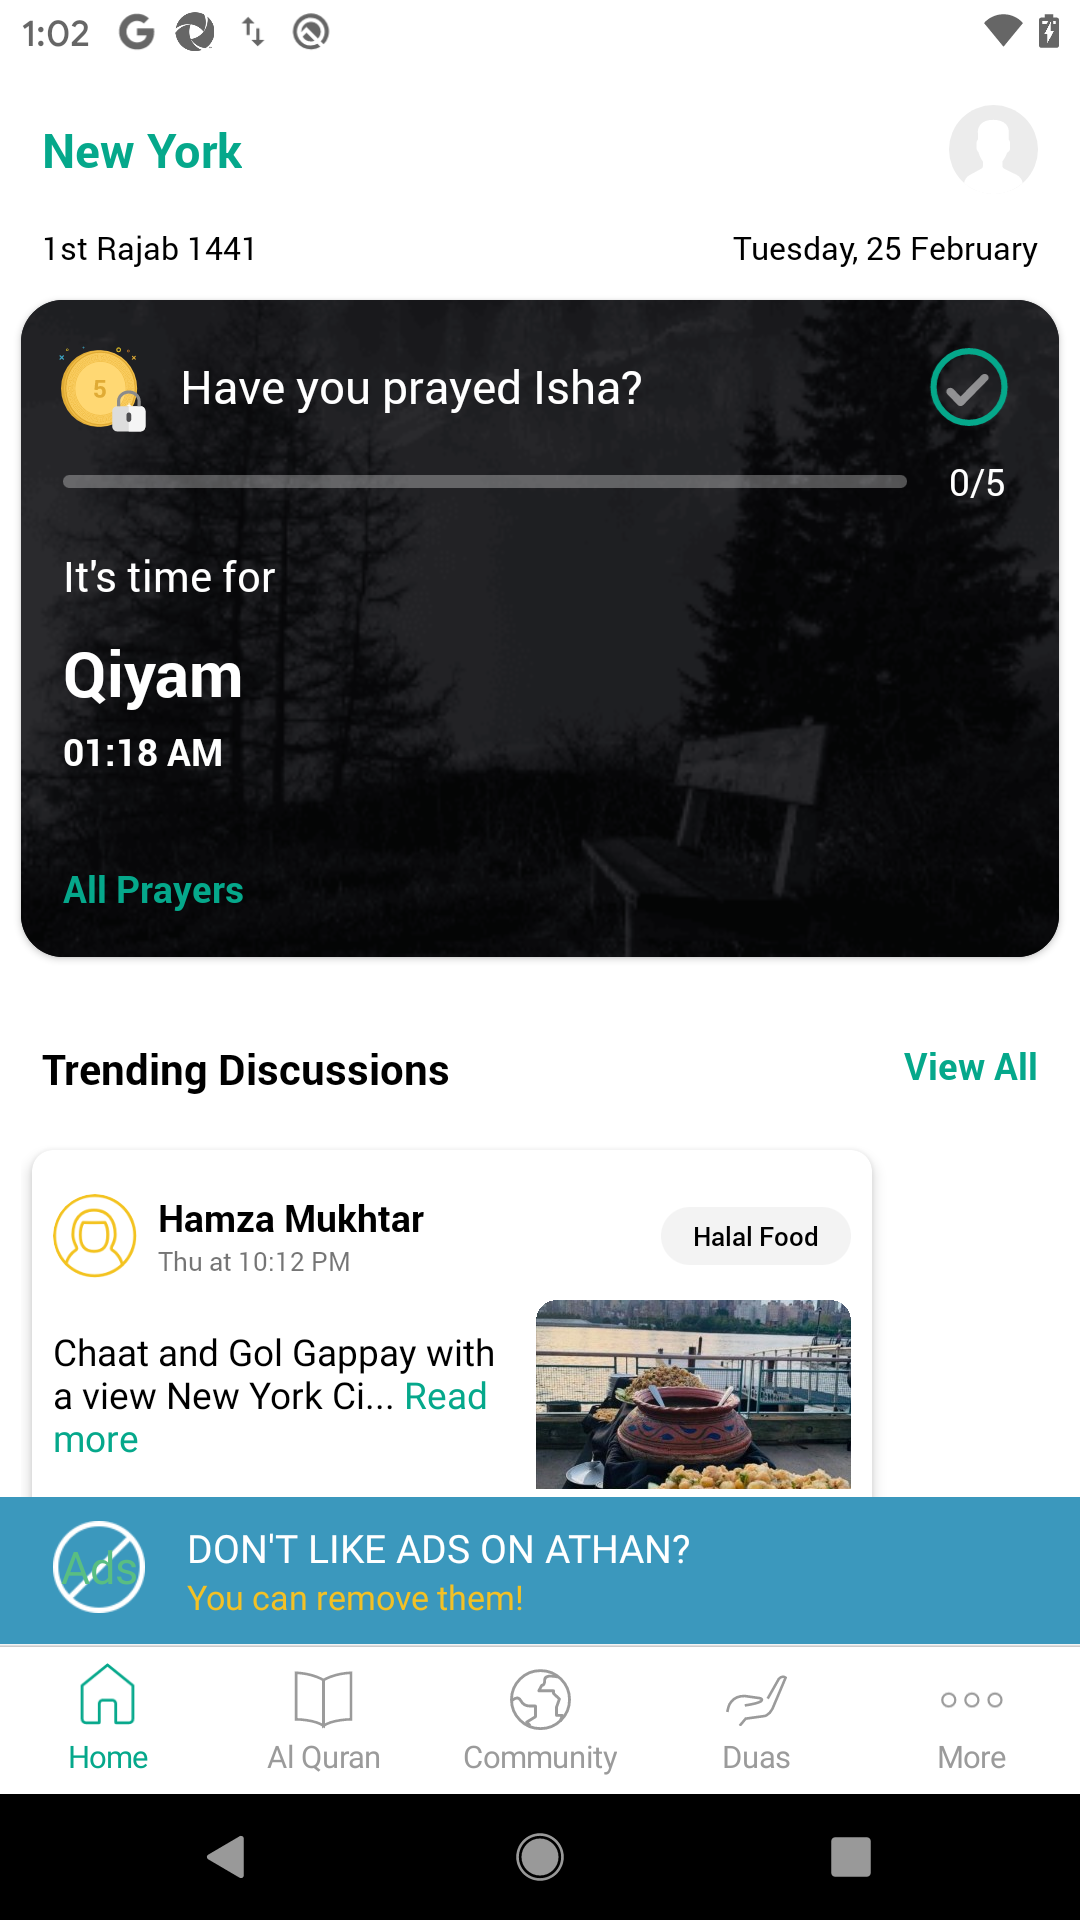 1:02
New York
1st Rajab 1441
Tuesday, 25 February
5
Have you prayed Isha?
0/5
It's time for
Qiyam
01:18 AM
All Prayers
Trending Discussions
View All
Hamza Mukhtar
Thu at 10:12 PM
Halal Food
Chaat and Gol Gappay with
a view New York Ci... Read
more
Ads
DON'T LIKE ADS ON ATHAN?
You can remove them!
Home
Al Quran
Community
Duas
More